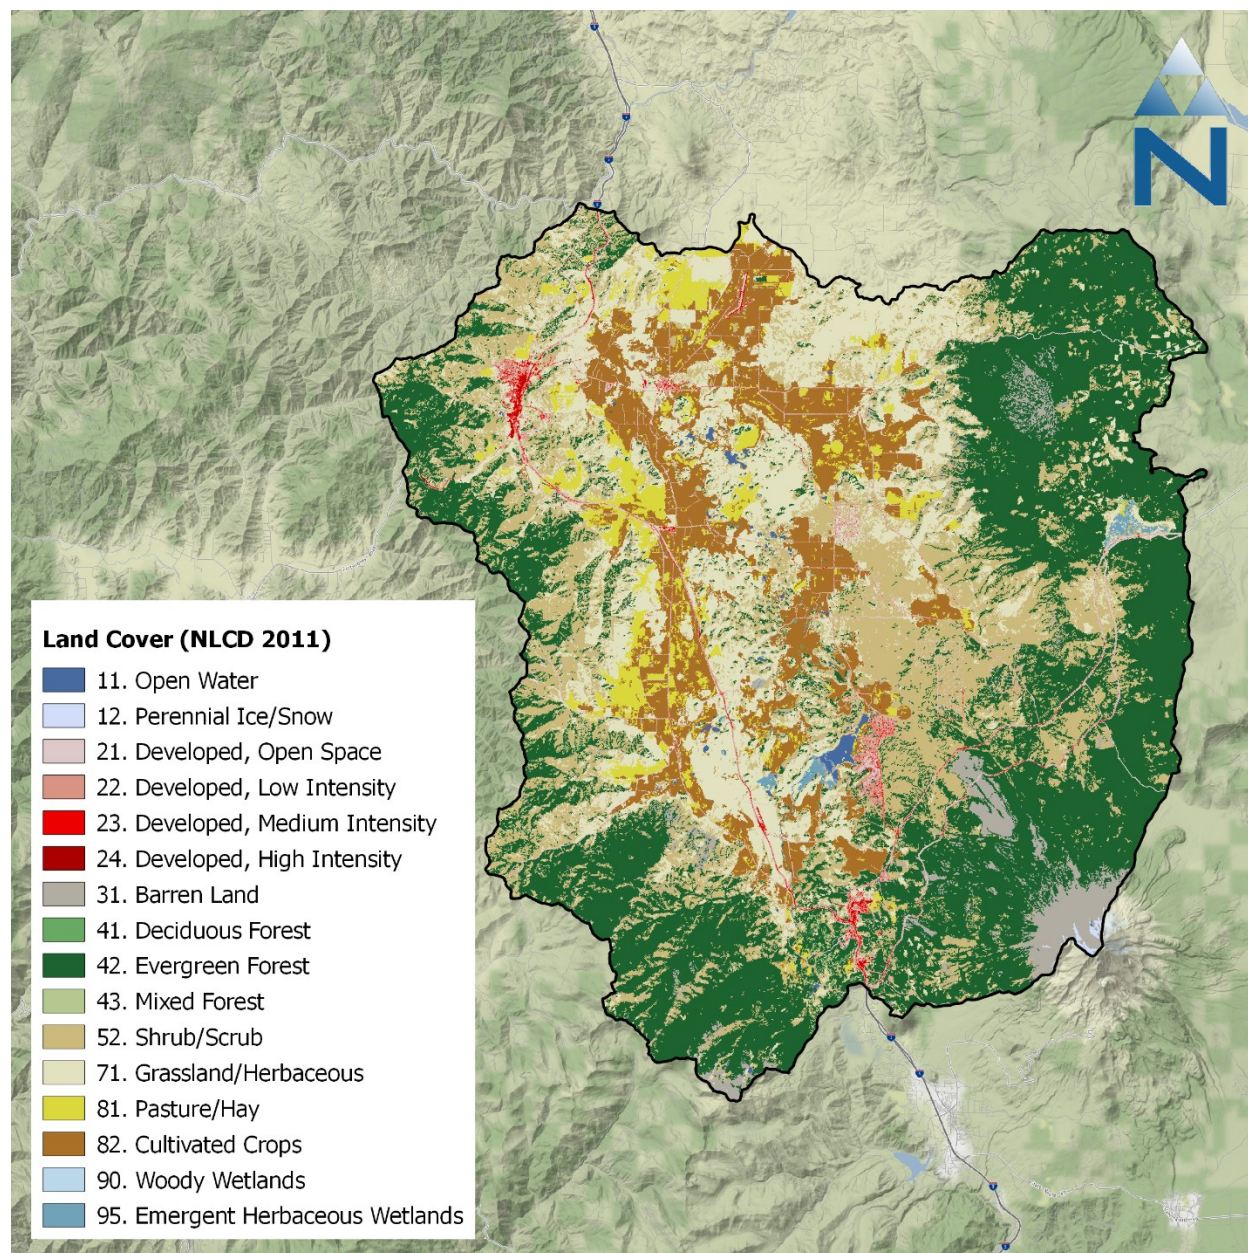 N
Land Cover (NLCD 2011)
11. Open Water
12. Perennial Ice/Snow
21. Developed, Open Space
22. Developed, Low Intensity
23. Developed, Medium Intensity
24. Developed, High Intensity
31. Barren Land
41. Deciduous Forest
42. Evergreen Forest
43. Mixed Forest
52. Shrub/Scrub
71. Grassland/Herbaceous
81. Pasture/Hay
82. Cultivated Crops
90. Woody Wetlands
95. Emergent Herbaceous Wetlands